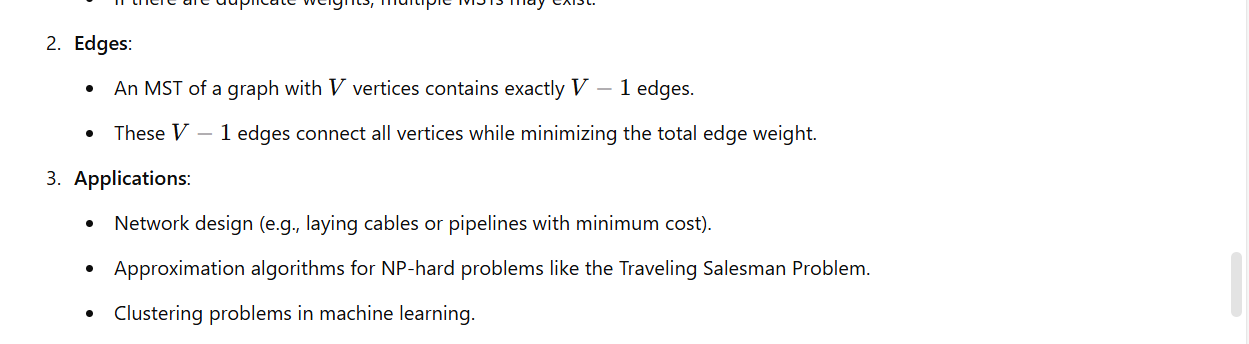 If there are duplicate weights, multiple MSTs may exist.
2. Edges:
An MST of a graph with V vertices contains exactly V − 1 edges.
These V − 1 edges connect all vertices while minimizing the total edge weight.
3. Applications:
Network design (e.g., laying cables or pipelines with minimum cost).
Approximation algorithms for NP-hard problems like the Traveling Salesman Problem.
Clustering problems in machine learning.